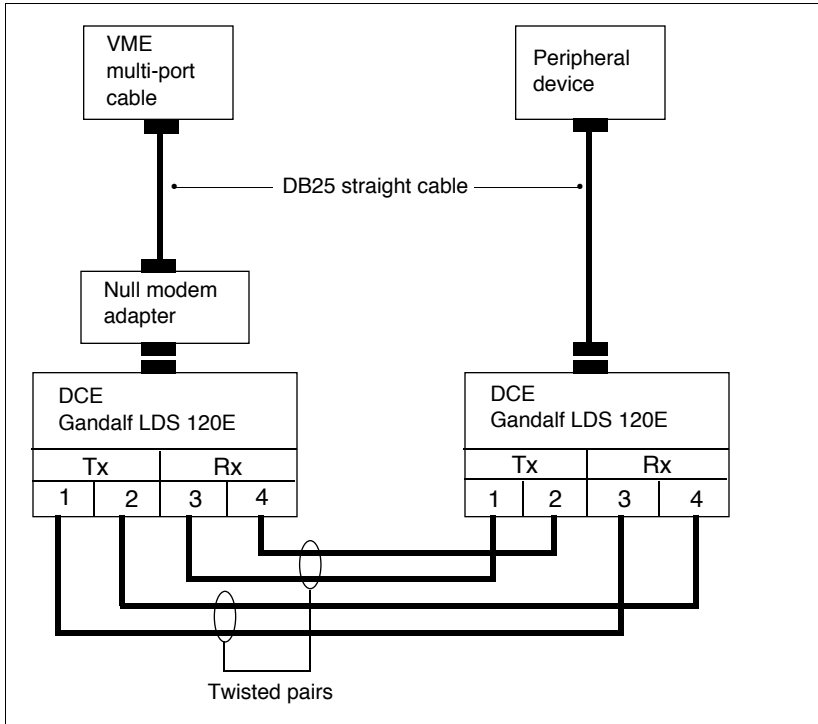 VME
multi-port
cable
Peripheral
device
DB25 straight cable
Null modem
adapter
DCE
Gandalf LDS 120E
Tx Rx
1 2 3 4
DCE
Gandalf LDS 120E
Tx Rx
1 2 3 4
Twisted pairs